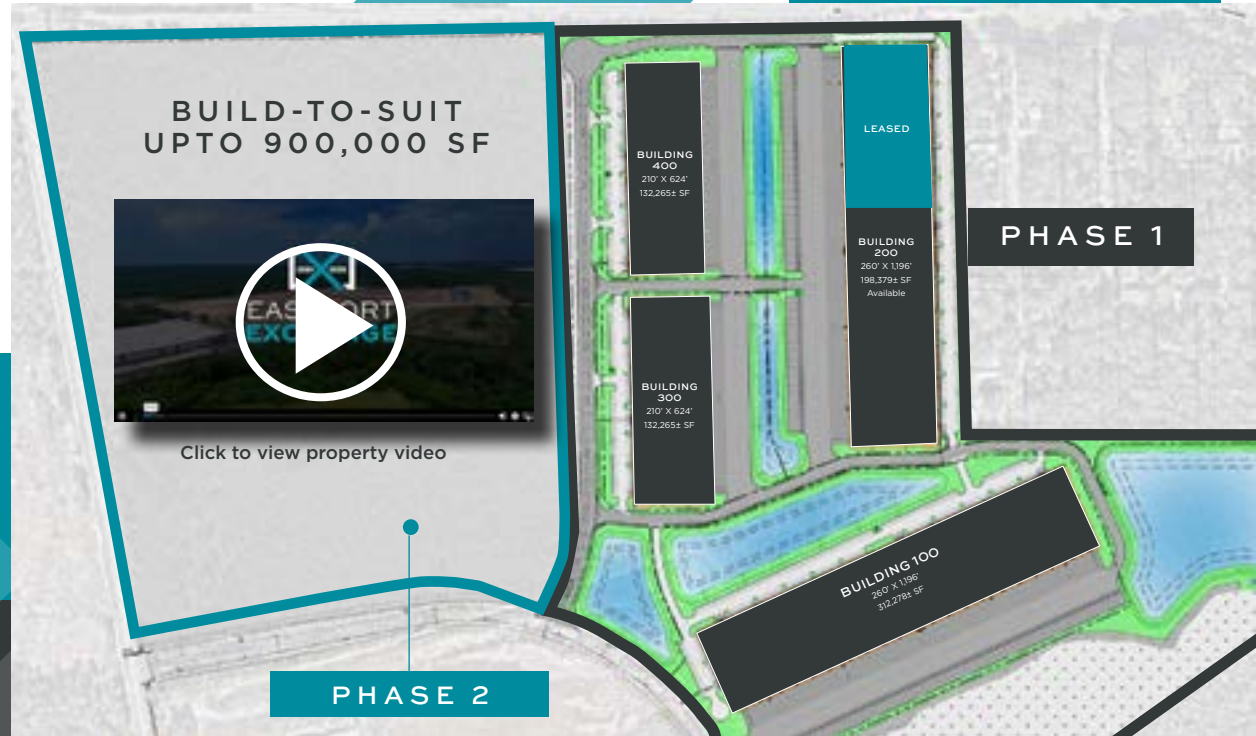 BUILD-TO-SUIT
UPTO 900,000 SF
EXCHANGE
Click to view property video
PHASE 2
BUILDING
400
210' X 624'
132,265± SF
BUILDING
300
210' X 624'
132,265± SF
LEASED
BUILDING
200
260' X 1,196'
198,379± SF
Available
PHASE 1
BUILDING 100
260' X 1,196'
312,278± SF